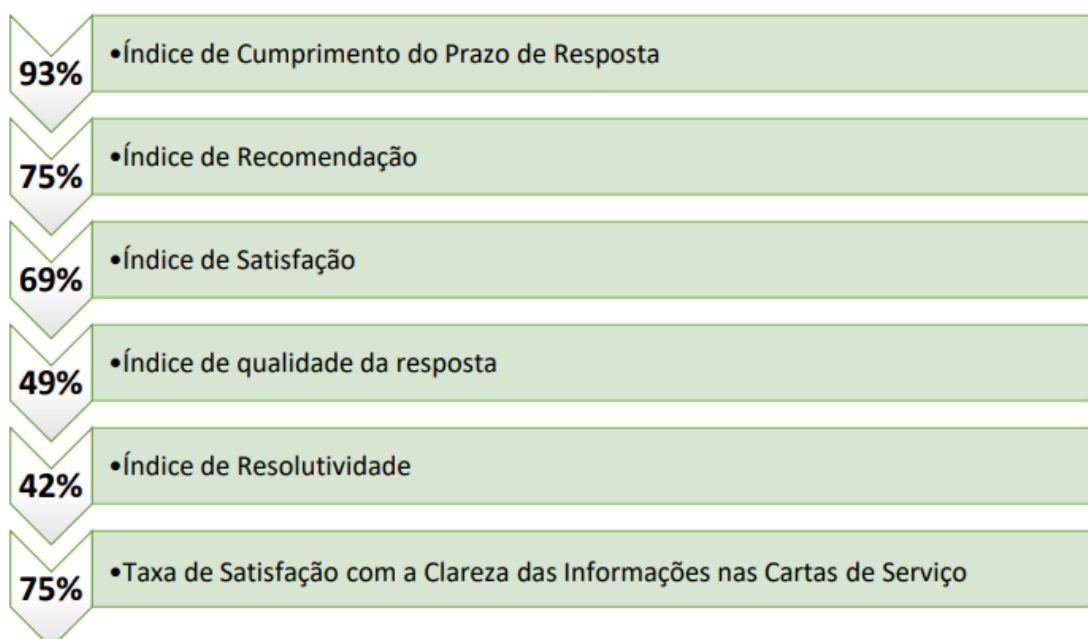 93%
•Índice de Cumprimento do Prazo de Resposta
75%
•Índice de Recomendação
69%
•Índice de Satisfação
49%
•Índice de qualidade da resposta
42%
•Índice de Resolutividade
75%
•Taxa de Satisfação com a Clareza das Informações nas Cartas de Serviço